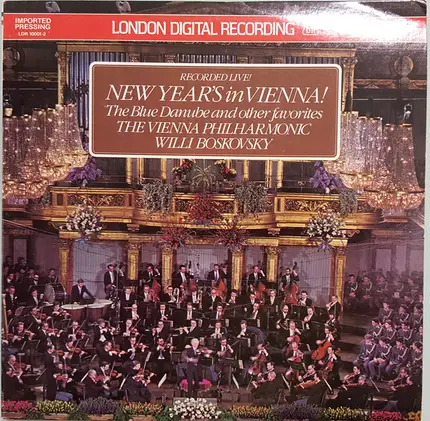 IMPORTED
PRESSING
LDR 10001-2
LONDON DIGITAL RECORDING
RECORDED LIVE!
NEW YEAR'S in VIENNA!
The Blue Danube and other favorites
THE VIENNA PHILHARMONIC
WILLI BOSKOVSKY